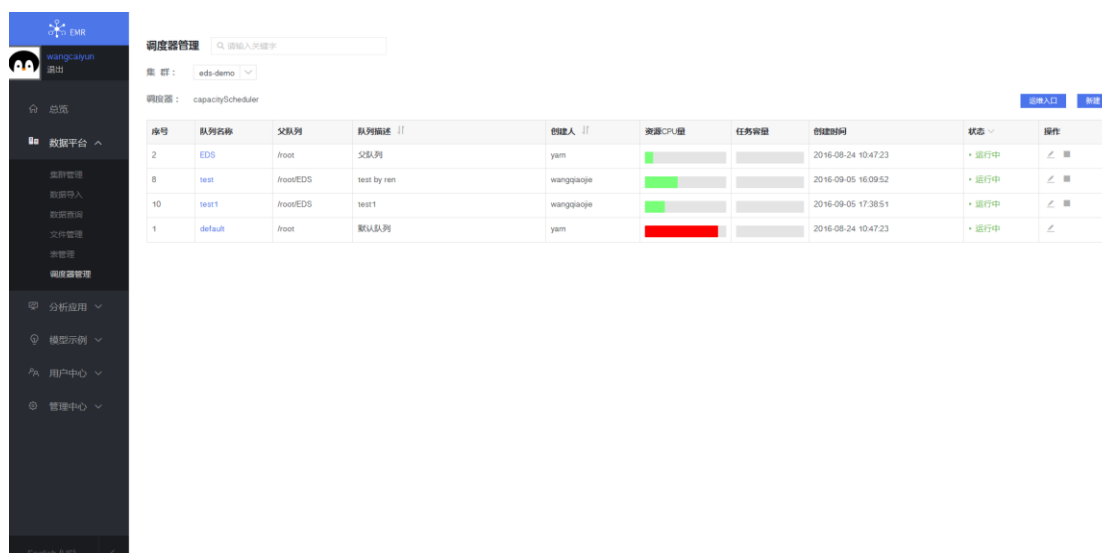 EMR
wangcaiyun
退出
总览
数据平台
集群管理
数据导入
数据查询
文件管理
表管理
调度器管理
分析应用
模型示例
用户中心
管理中心
调度器管理 请输入关键字
集 群： eds-demo
调度器： capacityScheduler
运维入口 新建
序号 队列名称 父队列 队列描述 创建人 资源CPU量 任务容量 创建时间 状态 操作
2 EDS /root 父队列 yarn 2016-08-24 10:47:23 运行中
8 test /root/EDS test by ren wangqiaojie 2016-09-05 16:09:52 运行中
10 test1 /root/EDS test1 wangqiaojie 2016-09-05 17:38:51 运行中
1 default /root 默认队列 yarn 2016-08-24 10:47:23 运行中